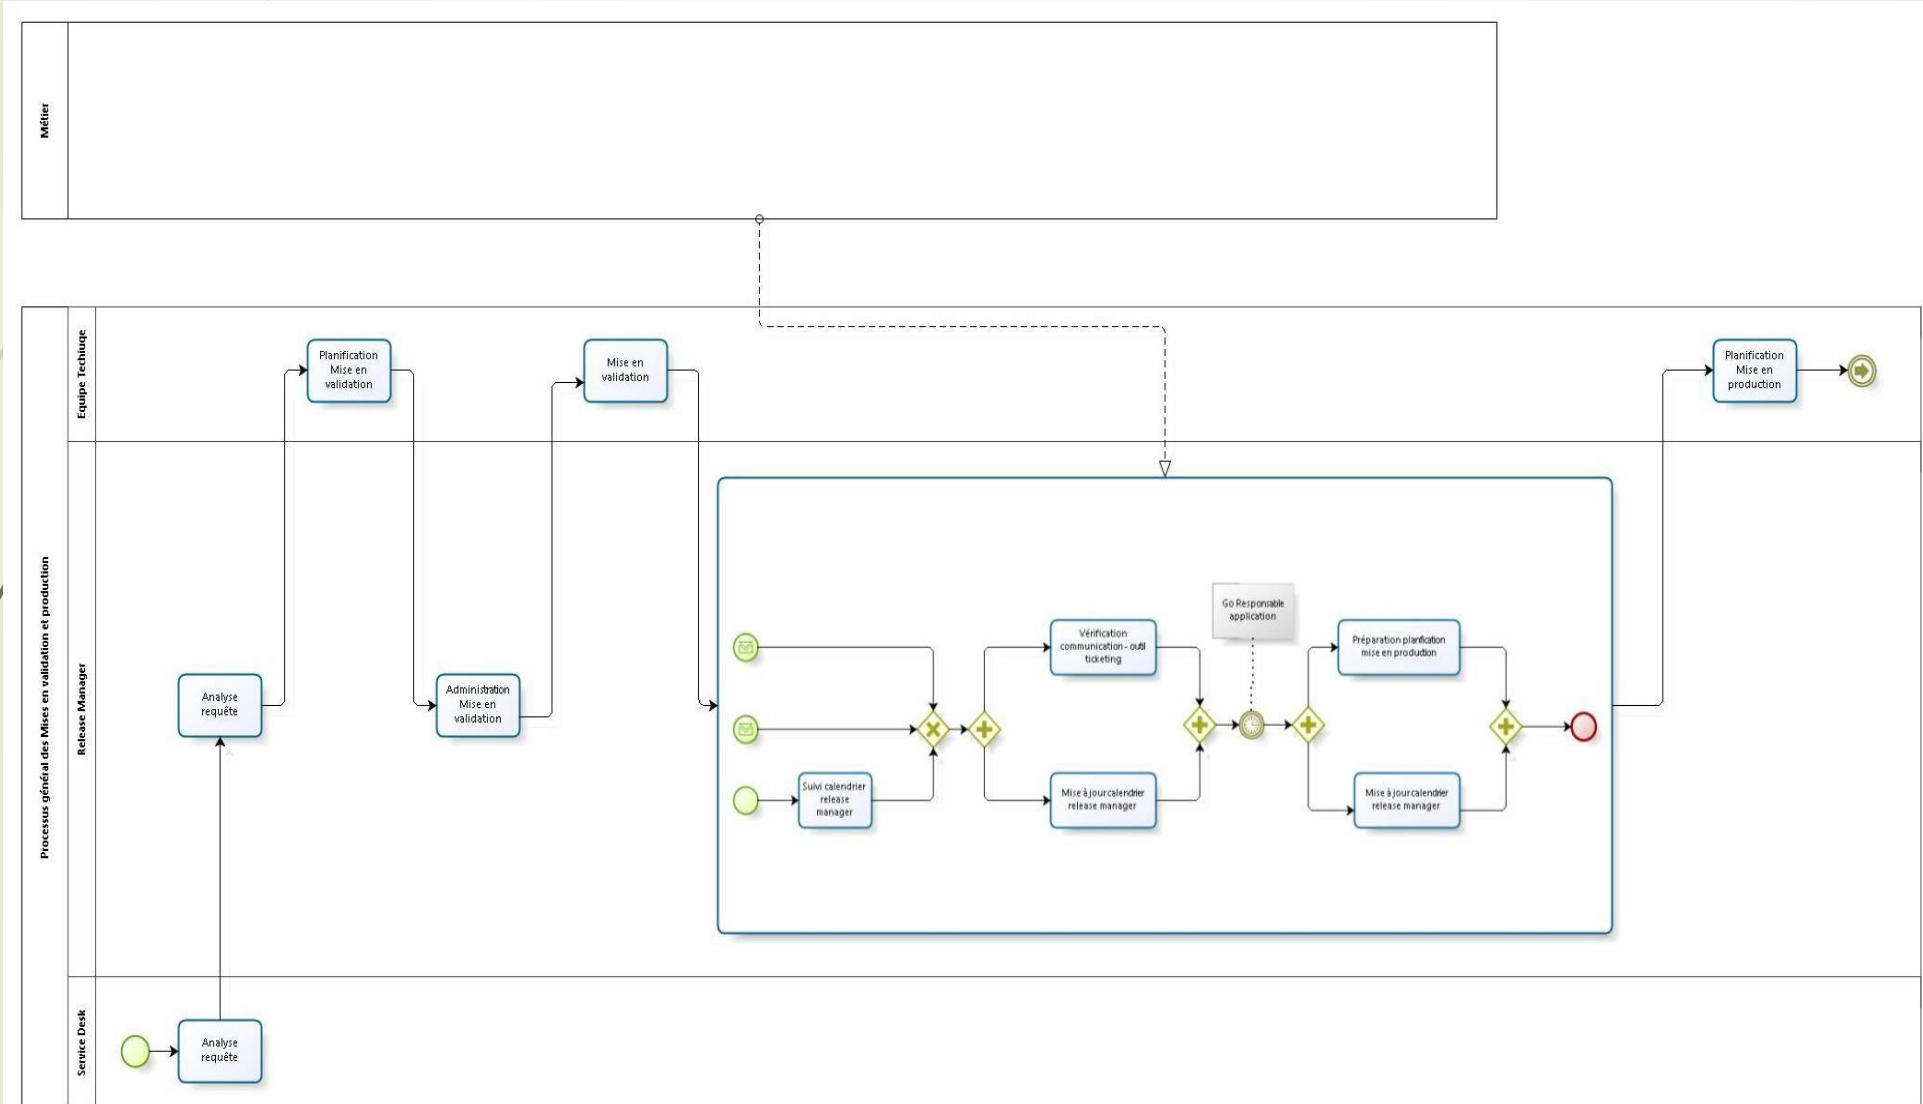 Métier
Processus général des Mises en validation et production
Equipe Techiuqe
Planification
Mise en
validation
Mise en
validation
Planification
Mise en
production
Release Manager
Analyse
requête
Administration
Mise en
validation
Go Responsable
application
Vérification
communication - outil
ticketing
Préparation planfication
mise en production
Suivi calendrier
release
manager
Mise à jour calendrier
release manager
Mise à jour calendrier
release manager
Service Desk
Analyse
requête